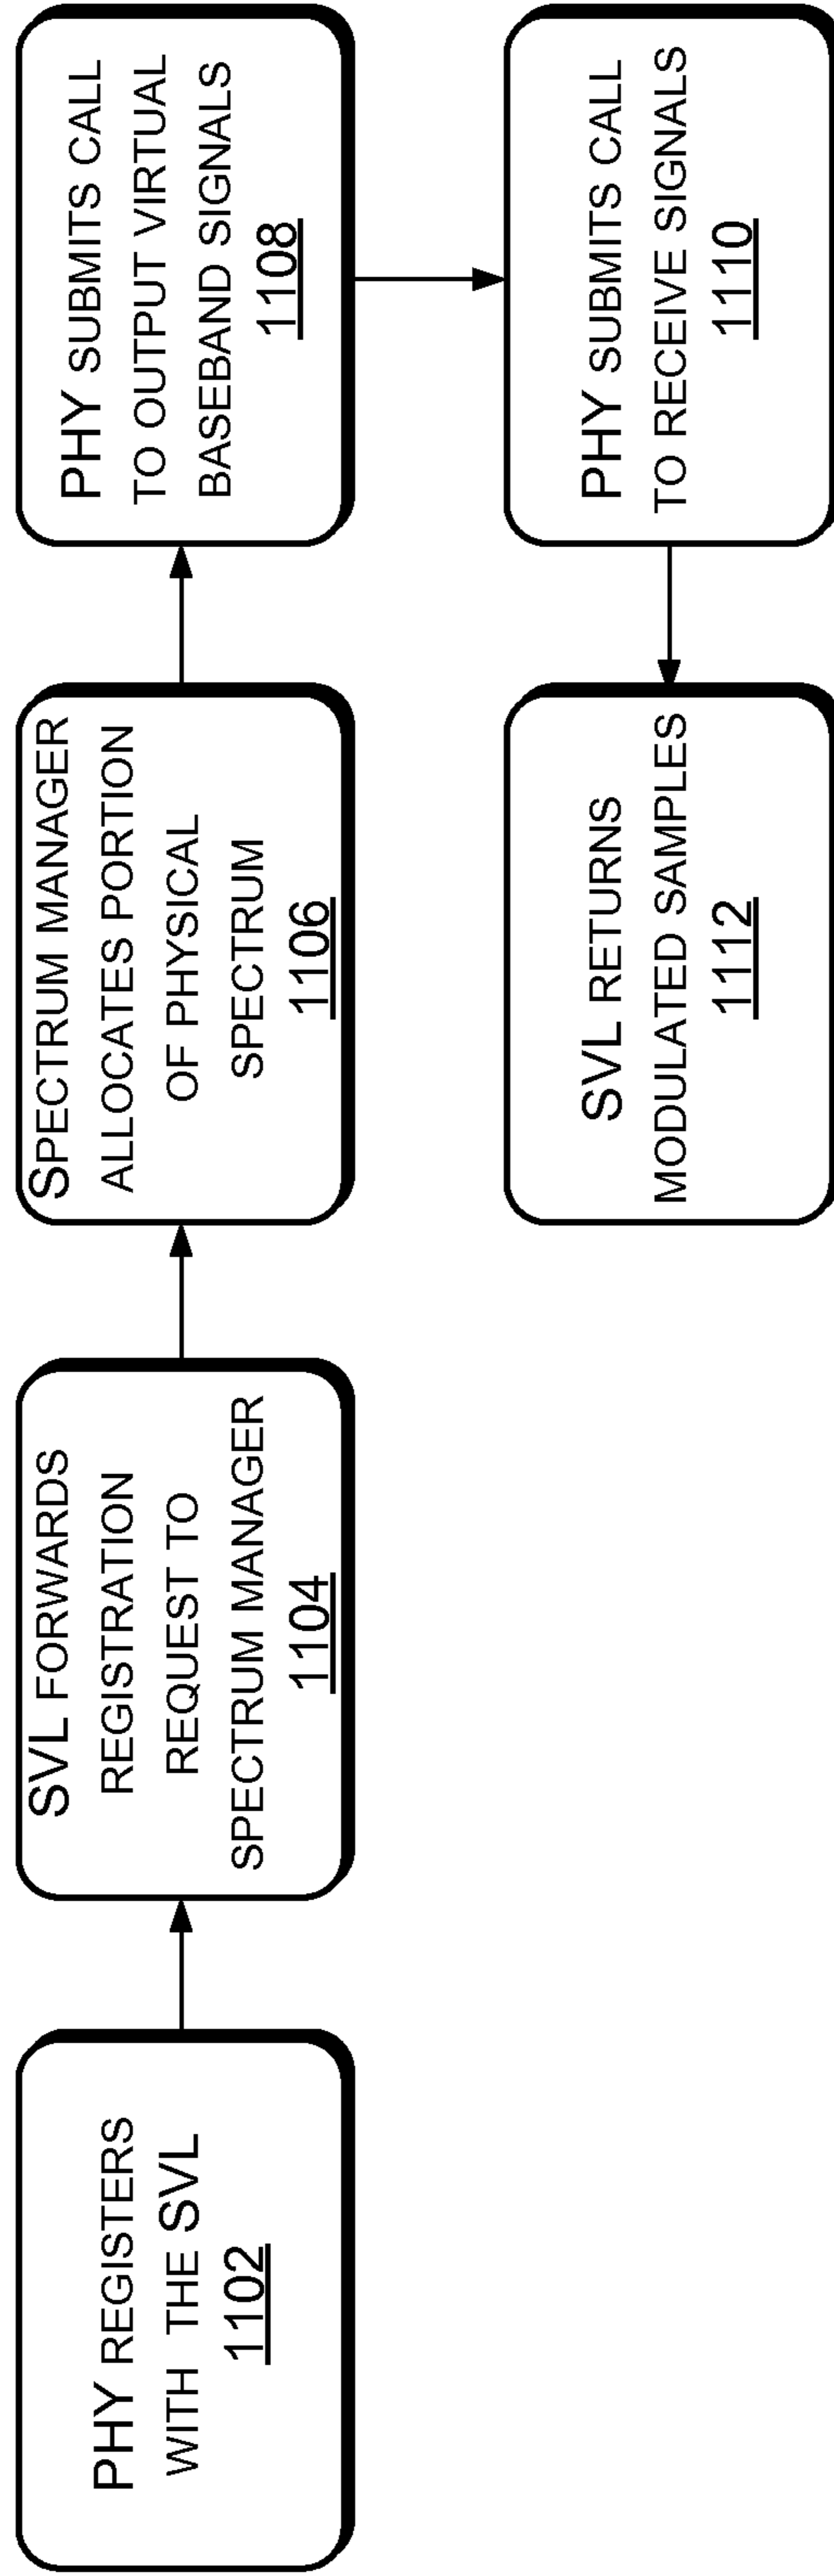 PHY REGISTERS
WITH THE SVL
1102
SVL FORWARDS
REGISTRATION
REQUEST TO
SPECTRUM MANAGER
1104
SPECTRUM MANAGER
ALLOCATES PORTION
OF PHYSICAL
SPECTRUM
1106
PHY SUBMITS CALL
TO OUTPUT VIRTUAL
BASEBAND SIGNALS
1108
PHY SUBMITS CALL
TO RECEIVE SIGNALS
1110
SVL RETURNS
MODULATED SAMPLES
1112